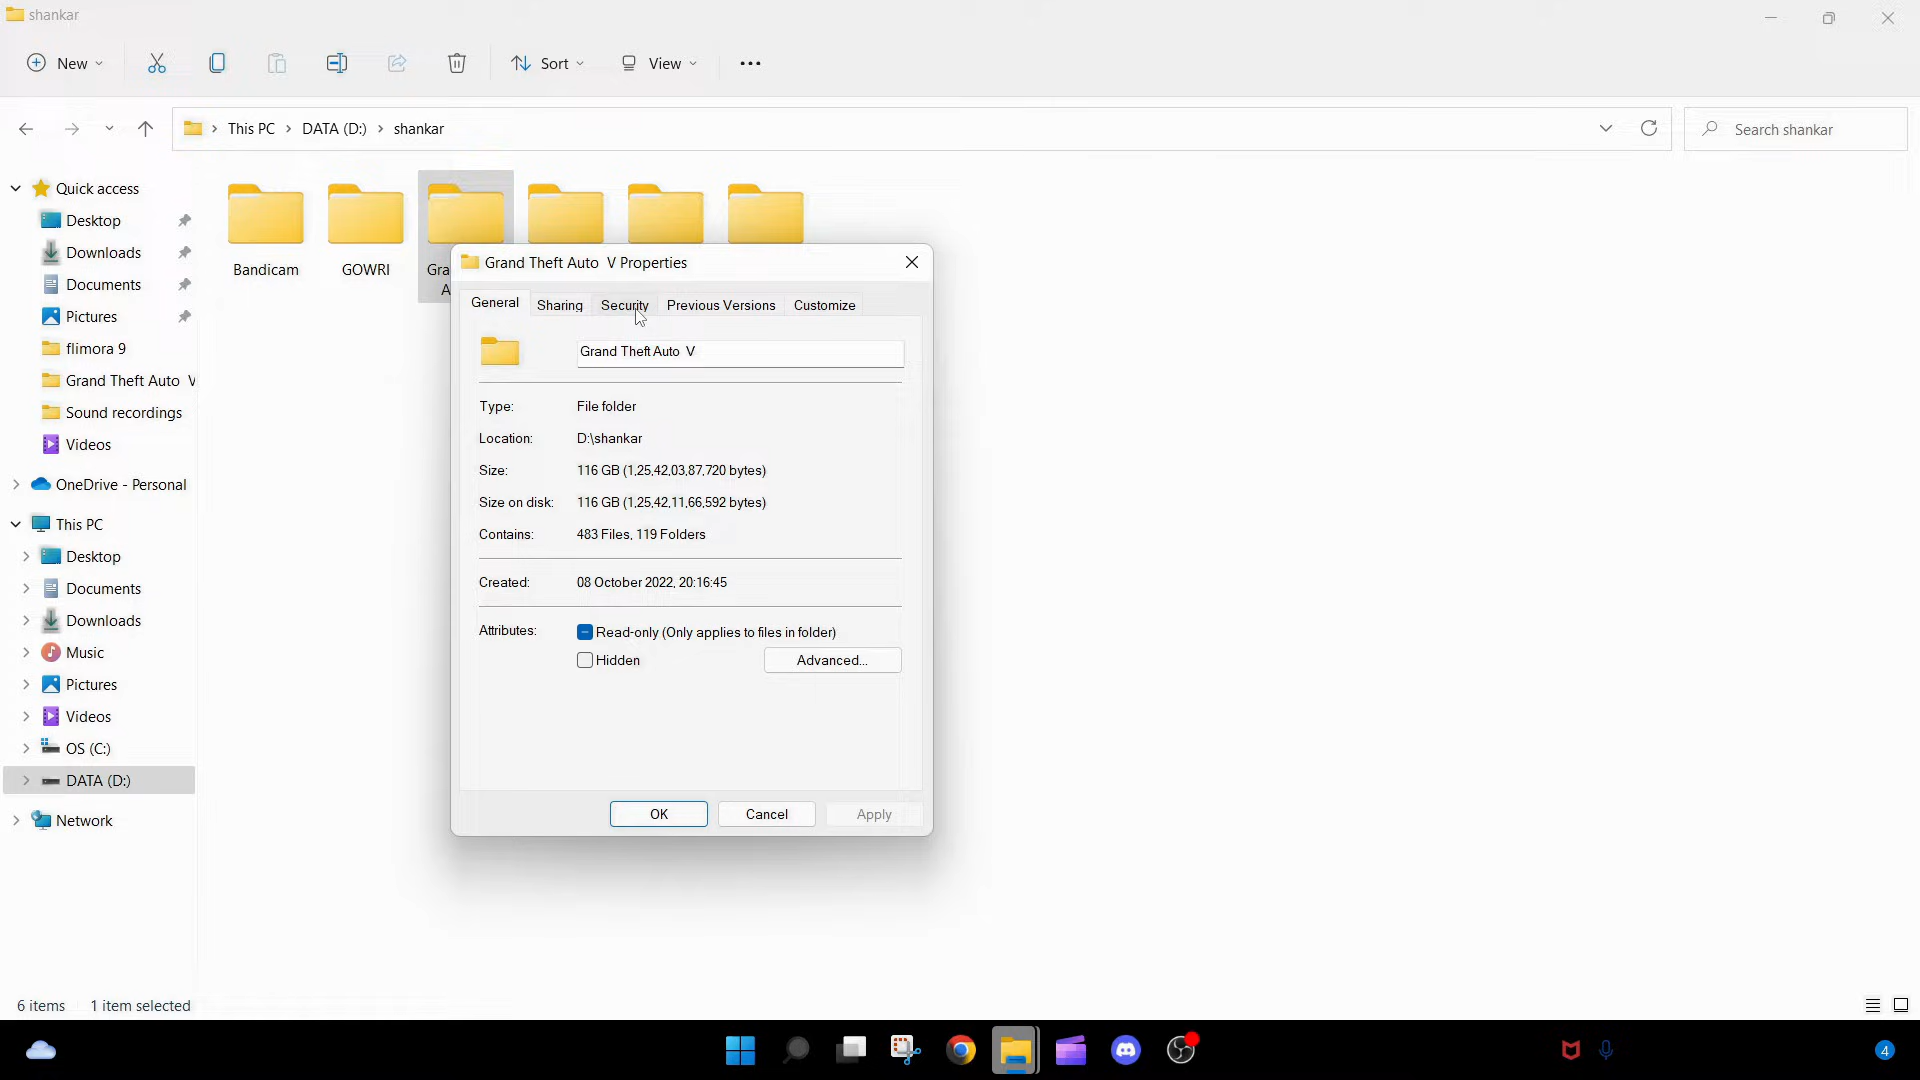 shankar
New
Sort
View
This PC > DATA (D:) > shankar
Search shankar
Quick access
Desktop
Downloads
Documents
Pictures
flimora 9
Grand Theft Auto V
Sound recordings
Videos
OneDrive - Personal
This PC
Desktop
Documents
Downloads
Music
Pictures
Videos
OS (C:)
DATA (D:)
Network
Bandicam
GOWRI
Grand Theft Auto V Properties
General
Sharing
Security
Previous Versions
Customize
Grand Theft Auto V
Type: File folder
Location: D:\shankar
Size: 116 GB (1,25,42,03,87,720 bytes)
Size on disk: 116 GB (1,25,42,11,66,592 bytes)
Contains: 483 Files, 119 Folders
Created: 08 October 2022, 20:16:45
Attributes: Read-only (Only applies to files in folder)
Hidden
Advanced...
OK
Cancel
Apply
6 items
1 item selected
4